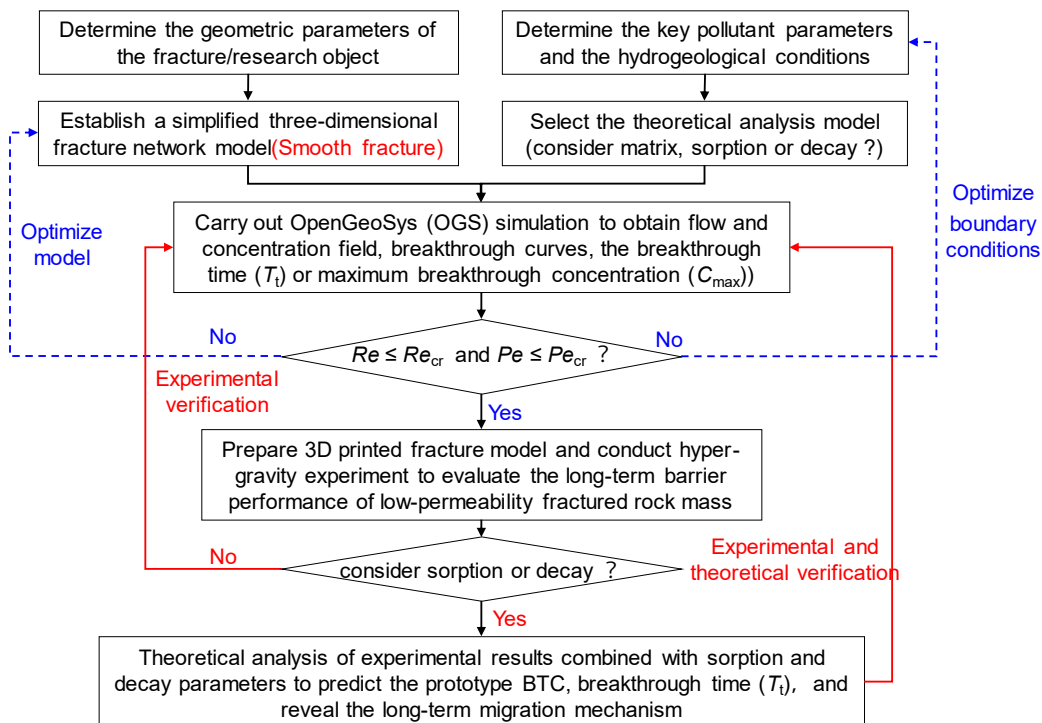 Determine the geometric parameters of
the fracture/research object
Determine the key pollutant parameters
and the hydrogeological conditions
Establish a simplified three-dimensional
fracture network model(Smooth fracture)
Select the theoretical analysis model
(consider matrix, sorption or decay ?)
Optimize
model
Optimize
boundary
conditions
Carry out OpenGeoSys (OGS) simulation to obtain flow and
concentration field, breakthrough curves, the breakthrough
time (Tt) or maximum breakthrough concentration (Cmax))
No
Re ≤ Recr and Pe ≤ Pecr ?
No
Experimental
verification
Yes
Prepare 3D printed fracture model and conduct hyper-
gravity experiment to evaluate the long-term barrier
performance of low-permeability fractured rock mass
No
consider sorption or decay ?
Experimental and
theoretical verification
Yes
Theoretical analysis of experimental results combined with sorption and
decay parameters to predict the prototype BTC, breakthrough time (Tt), and
reveal the long-term migration mechanism